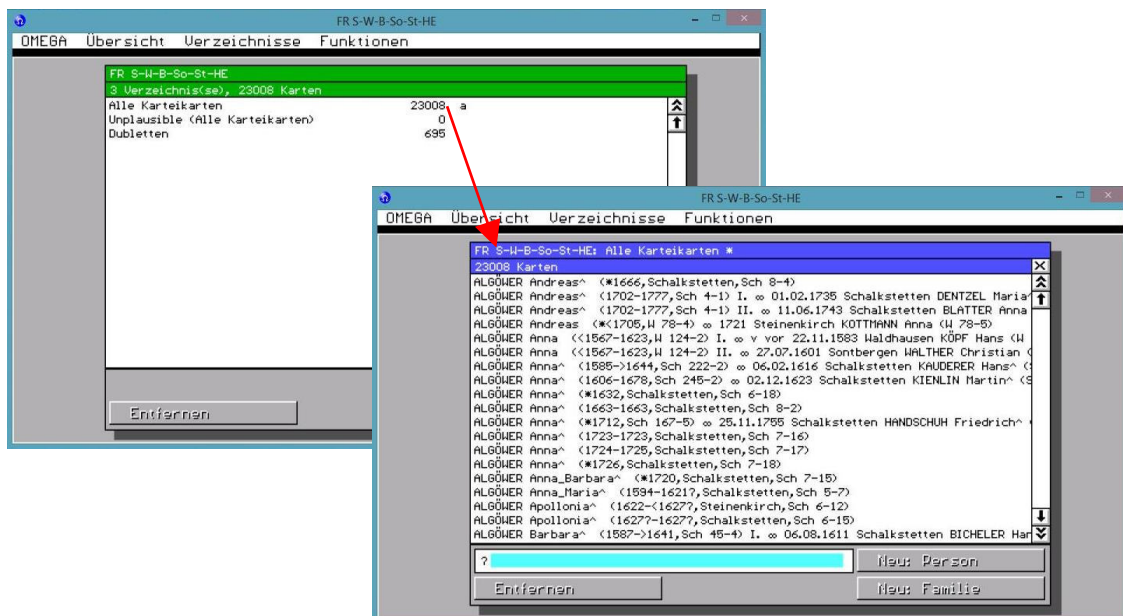 FR S-W-B-So-St-HE
OMEGA Übersicht Verzeichnisse Funktionen
FR S-W-B-So-St-HE
3 Verzeichnis(se), 23008 Karten
Alle Karteikarten 23008 a
Unplausible (Alle Karteikarten) 0
Dubletten 695
Entfernen
FR S-W-B-So-St-HE
OMEGA Übersicht Verzeichnisse Funktionen
FR S-W-B-So-St-HE: Alle Karteikarten *
23008 Karten
ALGÖWER Andreas^ (*1666,Schalkstetten,Sch 8-4)
ALGÖWER Andreas^ (1702-1777,Sch 4-1) I. ∞ 01.02.1735 Schalkstetten DENTZEL Maria^
ALGÖWER Andreas^ (1702-1777,Sch 4-1) II. ∞ 11.06.1743 Schalkstetten BLATTER Anna
ALGÖWER Andreas (*<1705,W 78-4) ∞ 1721 Steinenkirch KOTTMANN Anna (W 78-5)
ALGÖWER Anna (<1567-1623,W 124-2) I. ∞ v vor 22.11.1583 Waldhausen KÖPF Hans (W
ALGÖWER Anna (<1567-1623,W 124-2) II. ∞ 27.07.1601 Sontbergen WALTHER Christian (
ALGÖWER Anna^ (1585->1644,Sch 222-2) ∞ 06.02.1616 Schalkstetten KAUDERER Hans^ (S
ALGÖWER Anna^ (1606-1678,Sch 245-2) ∞ 02.12.1623 Schalkstetten KIENLIN Martin^ (S
ALGÖWER Anna^ (*1632,Schalkstetten,Sch 6-18)
ALGÖWER Anna^ (1663-1663,Schalkstetten,Sch 8-2)
ALGÖWER Anna^ (*1712,Sch 167-5) ∞ 25.11.1755 Schalkstetten HANDSCHUH Friedrich^ (
ALGÖWER Anna^ (1723-1723,Schalkstetten,Sch 7-16)
ALGÖWER Anna^ (1724-1725,Schalkstetten,Sch 7-17)
ALGÖWER Anna^ (*1726,Schalkstetten,Sch 7-18)
ALGÖWER Anna_Barbara^ (*1720,Schalkstetten,Sch 7-15)
ALGÖWER Anna_Maria^ (1594-1621?,Schalkstetten,Sch 5-7)
ALGÖWER Apollonia^ (1622-<1627?,Steinenkirch,Sch 6-12)
ALGÖWER Apollonia^ (1627?-1627?,Schalkstetten,Sch 6-15)
ALGÖWER Barbara^ (1587->1641,Sch 45-4) I. ∞ 06.08.1611 Schalkstetten BICHELER Han
?
Neu: Person
Entfernen Neu: Familie